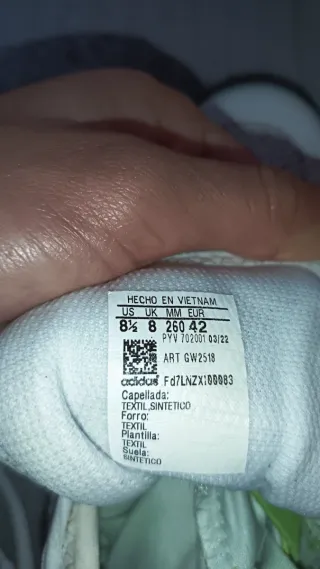 HECHO EN VIETNAM
US UK MM EUR
8½ 8 260 42
PYV 702001 03/22
ART GW2518
adidas Fd7LNZX100083
Capellada:
TEXTIL,SINTETICO
Forro:
TEXTIL
Plantilla:
TEXTIL
Suela:
SINTETICO